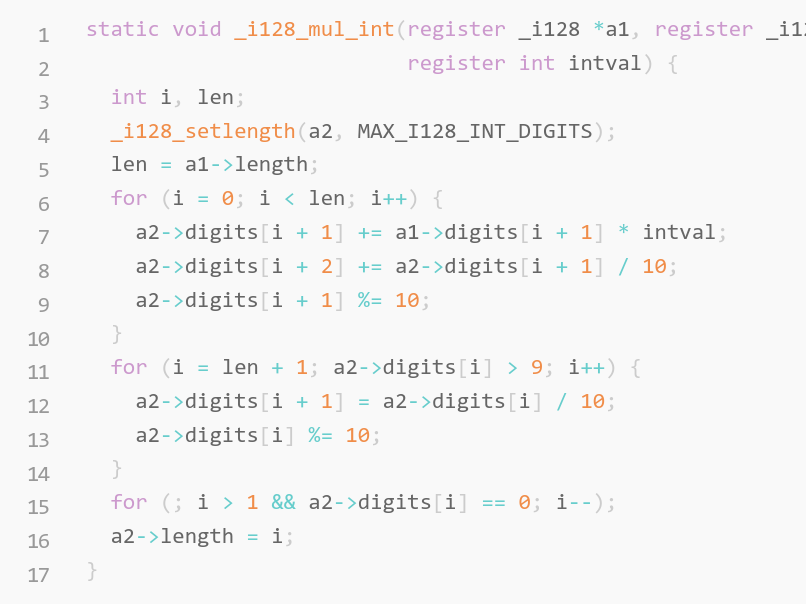 1 static void _i128_mul_int(register _i128 *a1, register
2 register int intval) {
3 int i, len;
4 _i128_setlength(a2, MAX_I128_INT_DIGITS);
5 len = a1->length;
6 for (i = 0; i < len; i++) {
7 a2->digits[i + 1] += a1->digits[i + 1] * intval;
8 a2->digits[i + 2] += a2->digits[i + 1] / 10;
9 a2->digits[i + 1] %= 10;
10 }
11 for (i = len + 1; a2->digits[i] > 9; i++) {
12 a2->digits[i + 1] = a2->digits[i] / 10;
13 a2->digits[i] %= 10;
14 }
15 for (; i > 1 && a2->digits[i] == 0; i--);
16 a2->length = i;
17 }